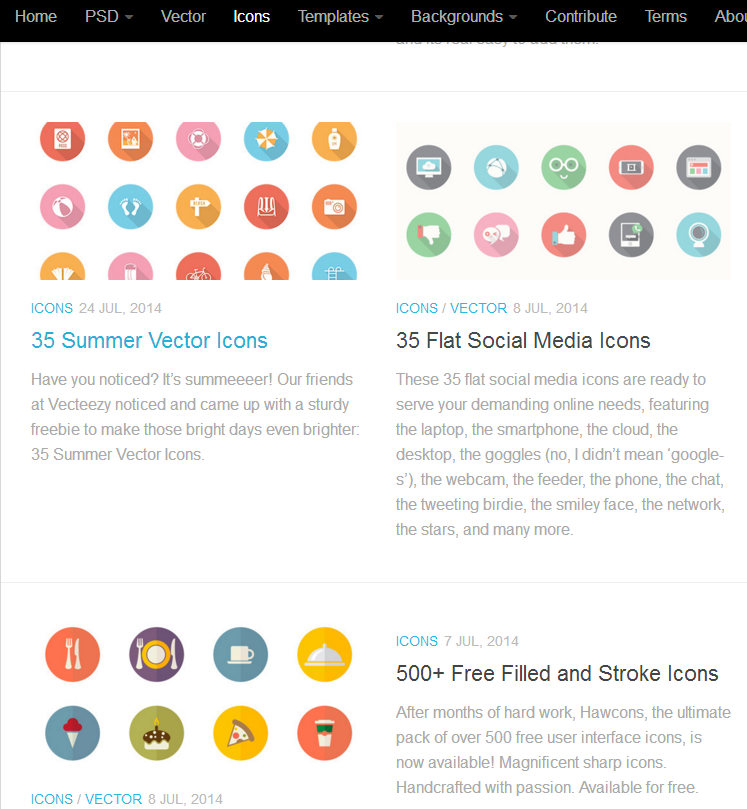 Home PSD Vector Icons Templates Backgrounds Contribute Terms
and its real easy to add them.
ICONS 24 JUL, 2014
35 Summer Vector Icons
Have you noticed? It’s summeeeer! Our friends
at Vecteezy noticed and came up with a sturdy
freebie to make those bright days even brighter:
35 Summer Vector Icons.
ICONS / VECTOR 8 JUL, 2014
35 Flat Social Media Icons
These 35 flat social media icons are ready to
serve your demanding online needs, featuring
the laptop, the smartphone, the cloud, the
desktop, the goggles (no, I didn’t mean ‘google-
s’), the webcam, the feeder, the phone, the chat,
the tweeting birdie, the smiley face, the network,
the stars, and many more.
ICONS / VECTOR 8 JUL, 2014
ICONS 7 JUL, 2014
500+ Free Filled and Stroke Icons
After months of hard work, Hawcons, the ultimate
pack of over 500 free user interface icons, is
now available! Magnificent sharp icons.
Handcrafted with passion. Available for free.